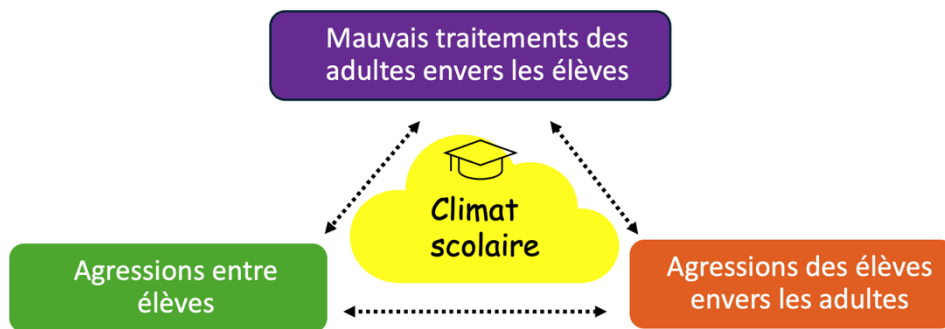 Mauvais traitements des
adultes envers les élèves
Climat
scolaire
Agressions entre
élèves
Agressions des élèves
envers les adultes